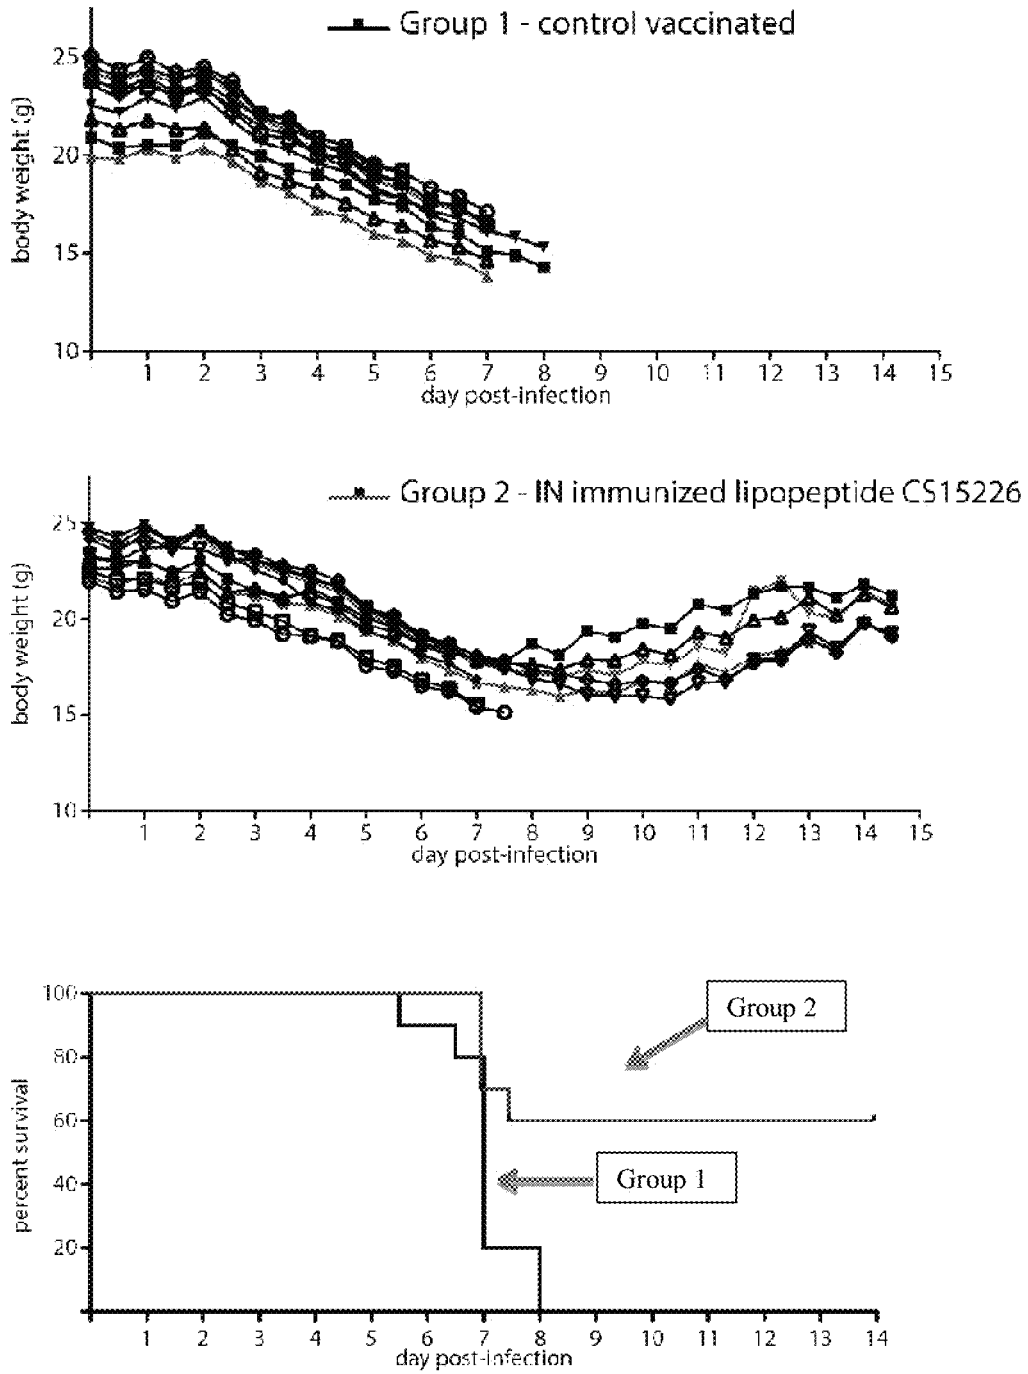 Group 1 - control vaccinated
25
20
15
10
body weight (g)
1 2 3 4 5 6 7 8 9 10 11 12 13 14 15
day post-infection
Group 2 - IN immunized lipopeptide CS15226
25
20
15
10
body weight (g)
1 2 3 4 5 6 7 8 9 10 11 12 13 14 15
day post-infection
100
80
60
40
20
percent survival
Group 2
Group 1
1 2 3 4 5 6 7 8 9 10 11 12 13 14
day post-infection